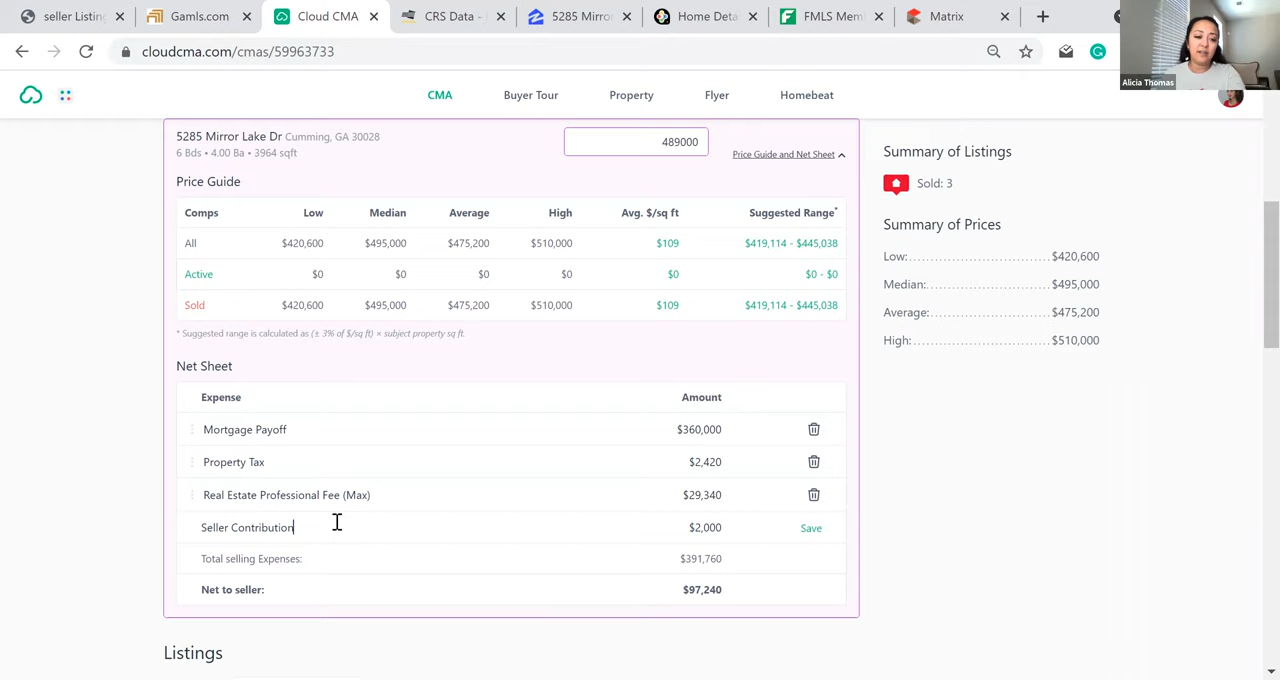 seller Listing
Gamls.com
Cloud CMA
CRS Data -
5285 Mirro
Home Deta
FMLS Mem
Matrix
cloudcma.com/cmas/59963733
Alicia Thomas
CMA
Buyer Tour
Property
Flyer
Homebeat
5285 Mirror Lake Dr Cumming, GA 30028
6 Bds • 4.00 Ba • 3964 sqft
489000
Price Guide and Net Sheet
Price Guide
Comps Low Median Average High Avg. $/sq ft Suggested Range*
All $420,600 $495,000 $475,200 $510,000 $109 $419,114 - $445,038
Active $0 $0 $0 $0 $0 $0 - $0
Sold $420,600 $495,000 $475,200 $510,000 $109 $419,114 - $445,038
* Suggested range is calculated as (± 3% of $/sq ft) × subject property sq ft.
Net Sheet
Expense Amount
Mortgage Payoff $360,000
Property Tax $2,420
Real Estate Professional Fee (Max) $29,340
Seller Contribution $2,000 Save
Total selling Expenses: $391,760
Net to seller: $97,240
Listings
Summary of Listings
Sold: 3
Summary of Prices
Low: $420,600
Median: $495,000
Average: $475,200
High: $510,000